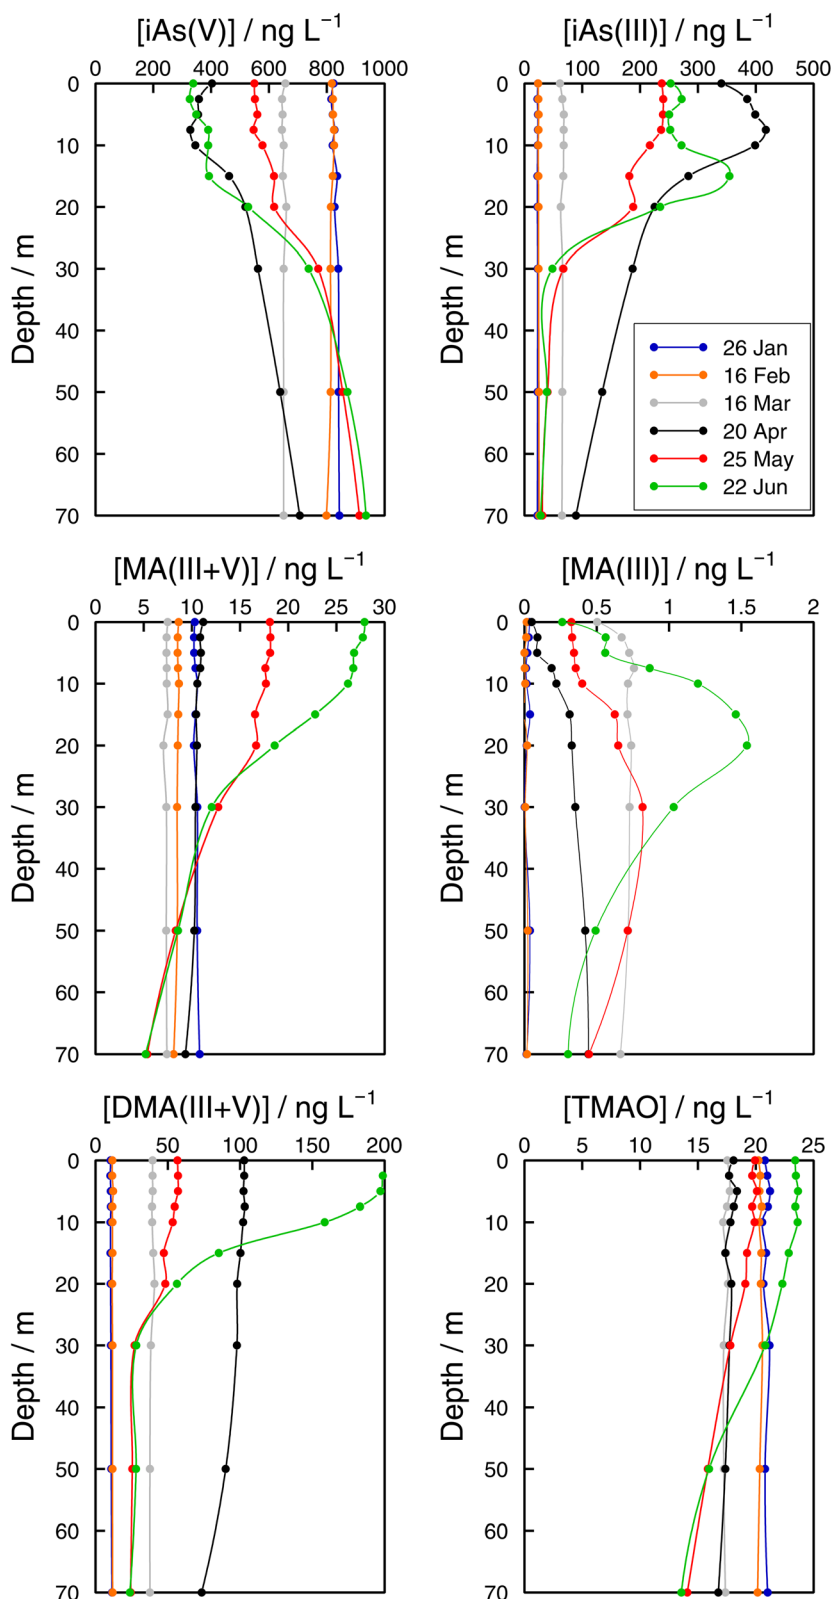 [iAs(V)] / ng L⁻¹
0 200 400 600 800 1000
0
10
20
30
40
50
60
70
Depth / m
[iAs(III)] / ng L⁻¹
0 100 200 300 400 500
0
10
20
30
40
50
60
70
Depth / m
26 Jan
16 Feb
16 Mar
20 Apr
25 May
22 Jun
[MA(III+V)] / ng L⁻¹
0 5 10 15 20 25 30
0
10
20
30
40
50
60
70
Depth / m
[MA(III)] / ng L⁻¹
0 0.5 1 1.5 2
0
10
20
30
40
50
60
70
Depth / m
[DMA(III+V)] / ng L⁻¹
0 50 100 150 200
0
10
20
30
40
50
60
70
Depth / m
[TMAO] / ng L⁻¹
0 5 10 15 20 25
0
10
20
30
40
50
60
70
Depth / m